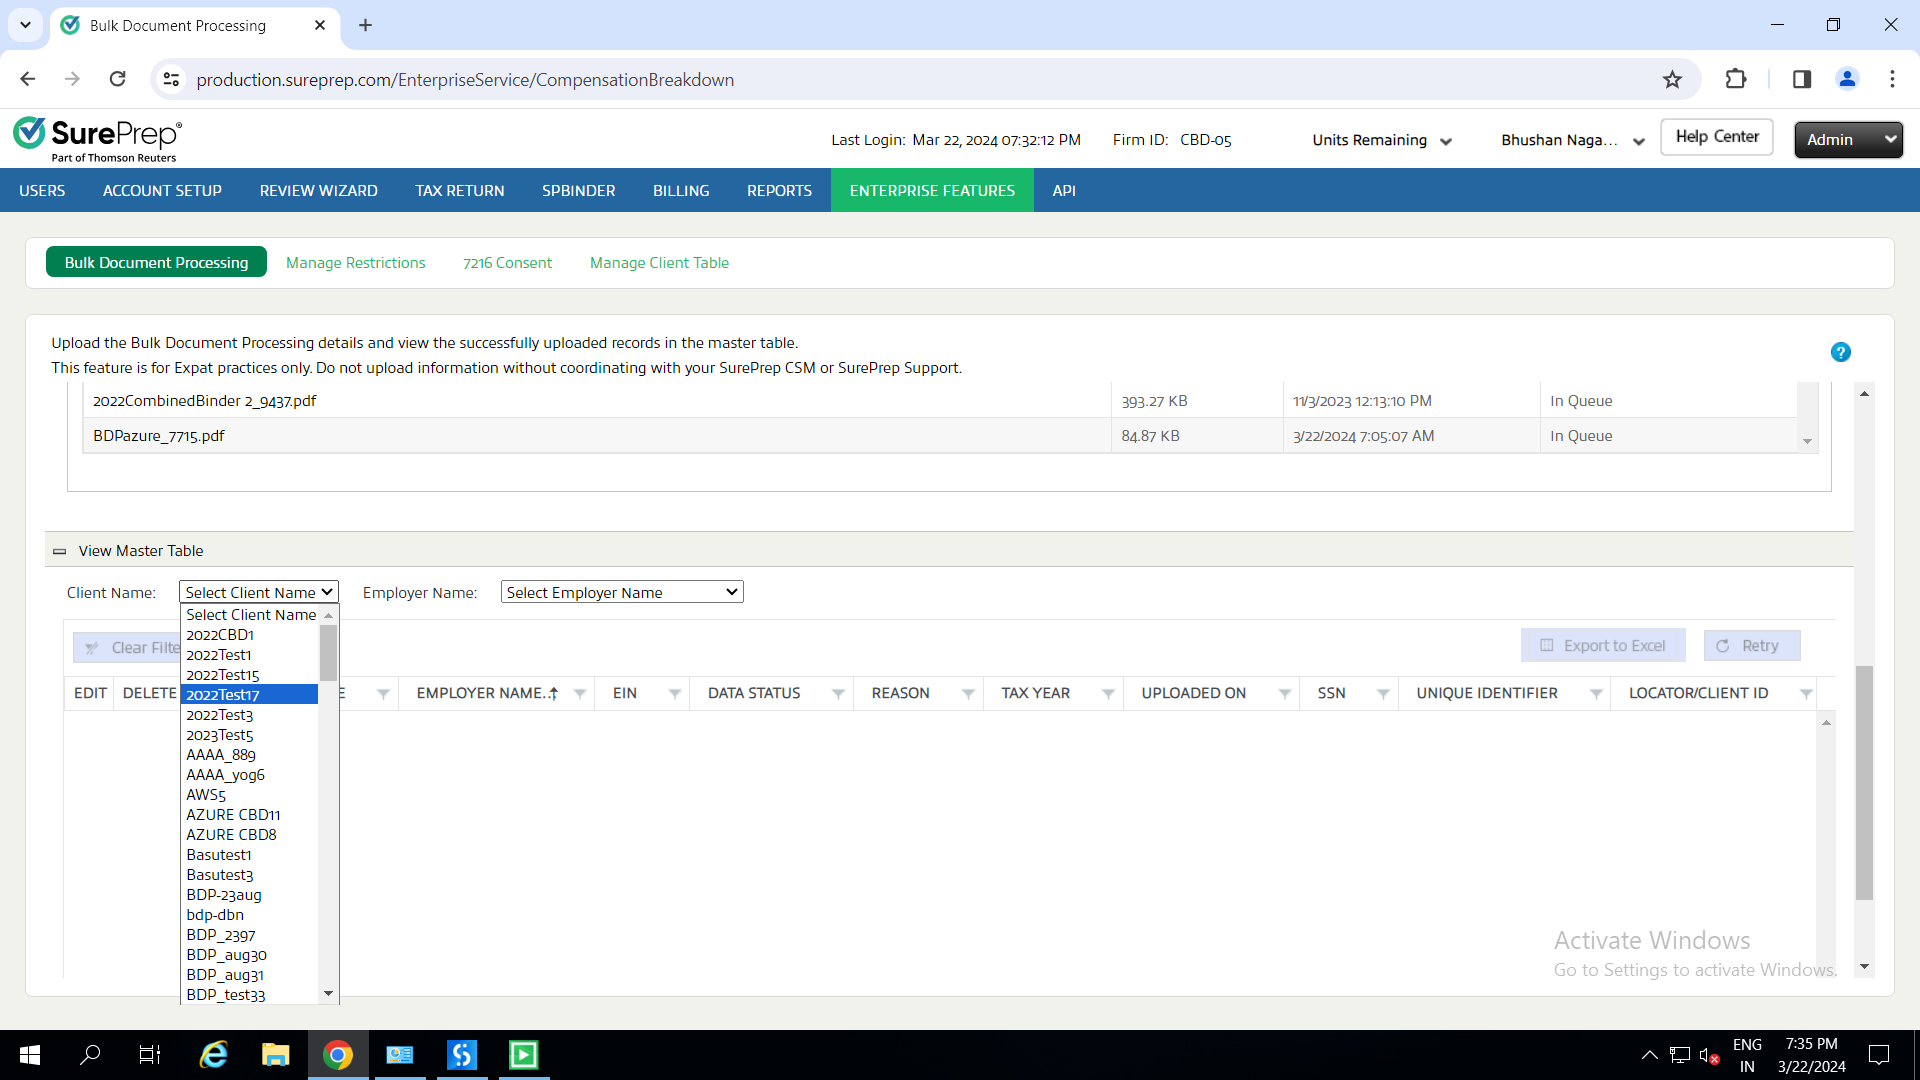 Bulk Document Processing
production.sureprep.com/EnterpriseService/CompensationBreakdown
SurePrep®
Part of Thomson Reuters
Last Login: Mar 22, 2024 07:32:12 PM
Firm ID: CBD-05
Units Remaining
Bhushan Naga...
Help Center
Admin
USERS
ACCOUNT SETUP
REVIEW WIZARD
TAX RETURN
SPBINDER
BILLING
REPORTS
ENTERPRISE FEATURES
API
Bulk Document Processing
Manage Restrictions
7216 Consent
Manage Client Table
Upload the Bulk Document Processing details and view the successfully uploaded records in the master table.
This feature is for Expat practices only. Do not upload information without coordinating with your SurePrep CSM or SurePrep Support.
?
2022CombinedBinder 2_9437.pdf 393.27 KB 11/3/2023 12:13:10 PM In Queue
BDPazure_7715.pdf 84.87 KB 3/22/2024 7:05:07 AM In Queue
View Master Table
Client Name: Select Client Name Employer Name: Select Employer Name
Clear Filte
Export to Excel
Retry
EDIT DELETE E EMPLOYER NAME.. EIN DATA STATUS REASON TAX YEAR UPLOADED ON SSN UNIQUE IDENTIFIER LOCATOR/CLIENT ID
Select Client Name
2022CBD1
2022Test1
2022Test15
2022Test17
2022Test3
2023Test5
AAAA_889
AAAA_yog6
AWS5
AZURE CBD11
AZURE CBD8
Basutest1
Basutest3
BDP-23aug
bdp-dbn
BDP_2397
BDP_aug30
BDP_aug31
BDP_test33
Activate Windows
Go to Settings to activate Windows.
ENG
IN
7:35 PM
3/22/2024